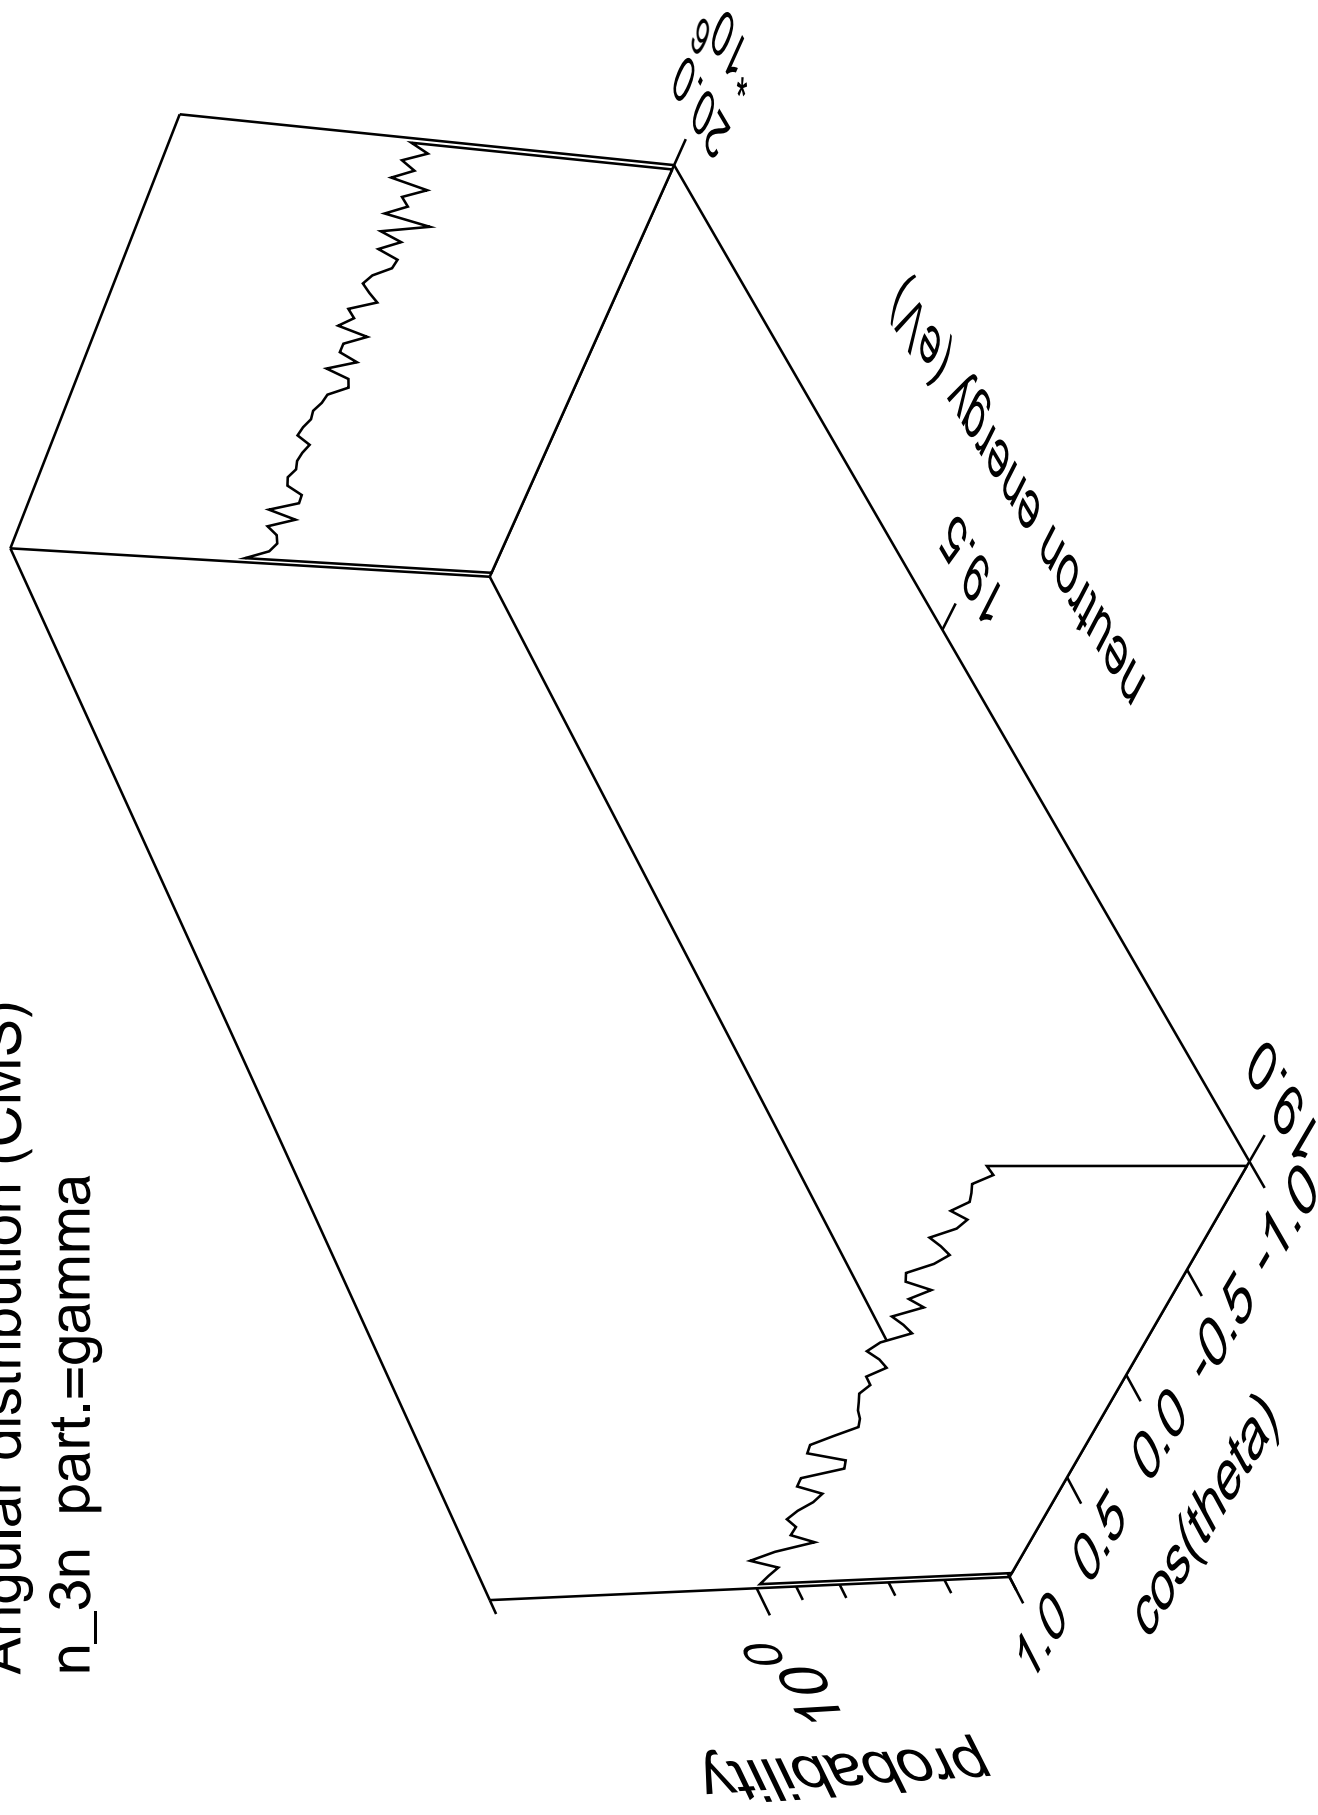 Angular distribution (CMS)
n_3n part.=gamma
probability
10^0
cos(theta)
1.0 0.5 0.0 -0.5 -1.0
neutron energy (eV)
19.0 19.5 20.0
*10^6